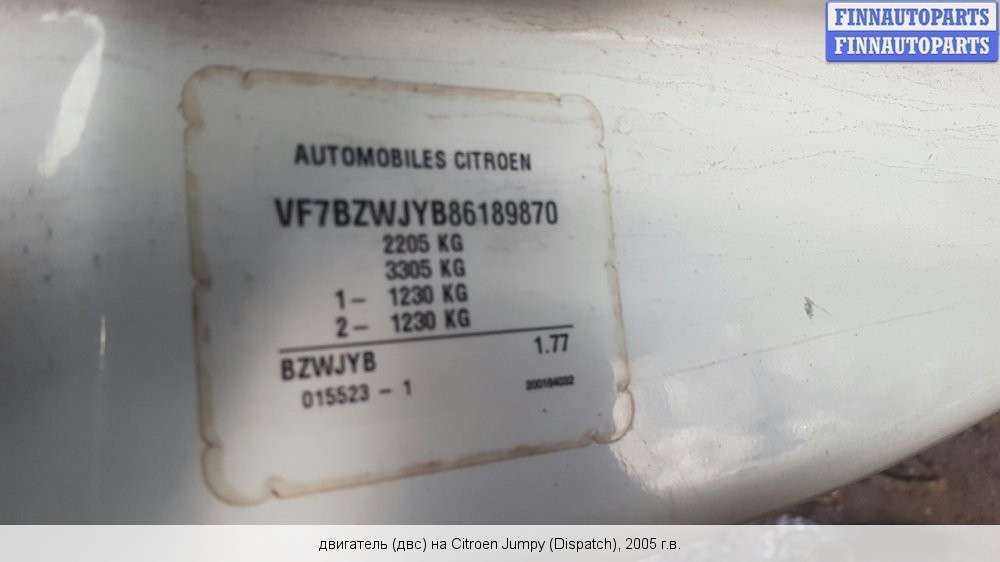 FINNAUTOPARTS
FINNAUTOPARTS
AUTOMOBILES CITROEN
VF7BZWJYB86189870
2205 KG
3305 KG
1- 1230 KG
2- 1230 KG
BZWJYB 1.77
015523 - 1
двигатель (двс) на Citroen Jumpy (Dispatch), 2005 г.в.